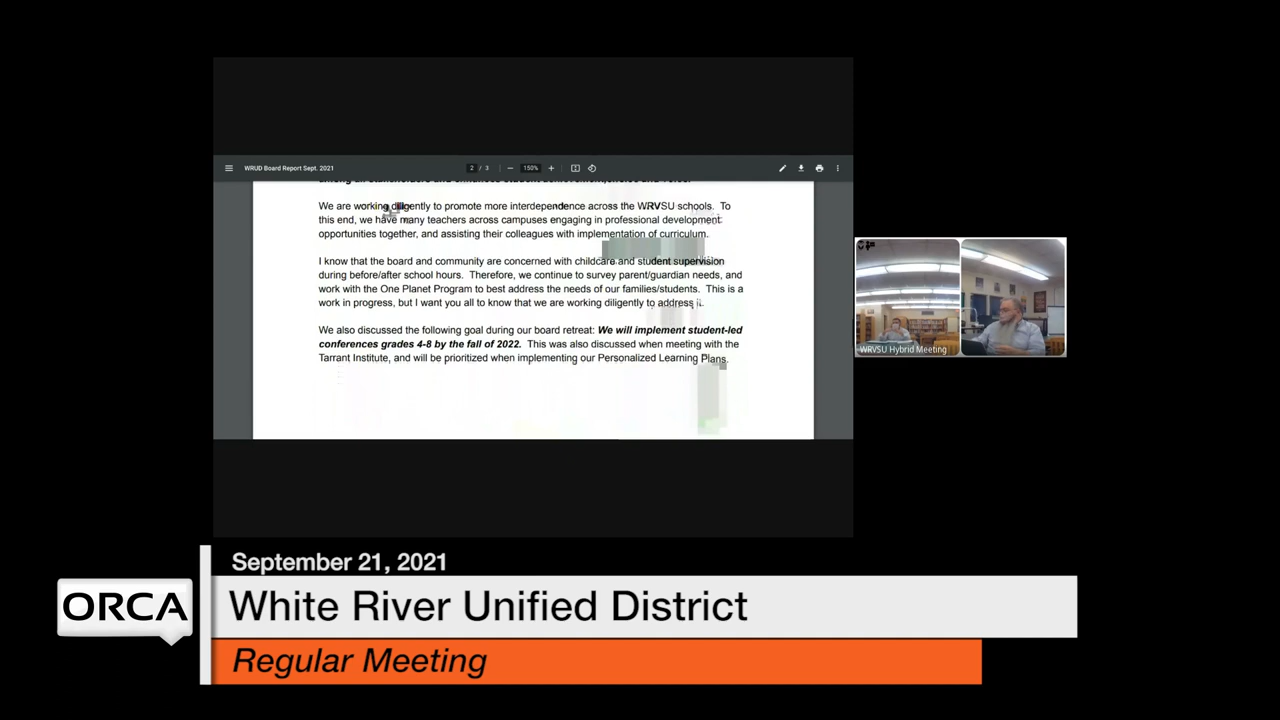 WRUD Board Report Sept. 2021
2 / 3
150%
among all stakeholders and enhances student achievement,
We are working diligently to promote more interdependence across the WRVSU schools. To
this end, we have many teachers across campuses engaging in professional development
opportunities together, and assisting their colleagues with implementation of curriculum.
I know that the board and community are concerned with childcare and student supervision
during before/after school hours. Therefore, we continue to survey parent/guardian needs, and
work with the One Planet Program to best address the needs of our families/students. This is a
work in progress, but I want you all to know that we are working diligently to address it.
We also discussed the following goal during our board retreat: We will implement student-led
conferences grades 4-8 by the fall of 2022. This was also discussed when meeting with the
Tarrant Institute, and will be prioritized when implementing our Personalized Learning Plans.
WRVSU Hybrid Meeting
September 21, 2021
ORCA
White River Unified District
Regular Meeting